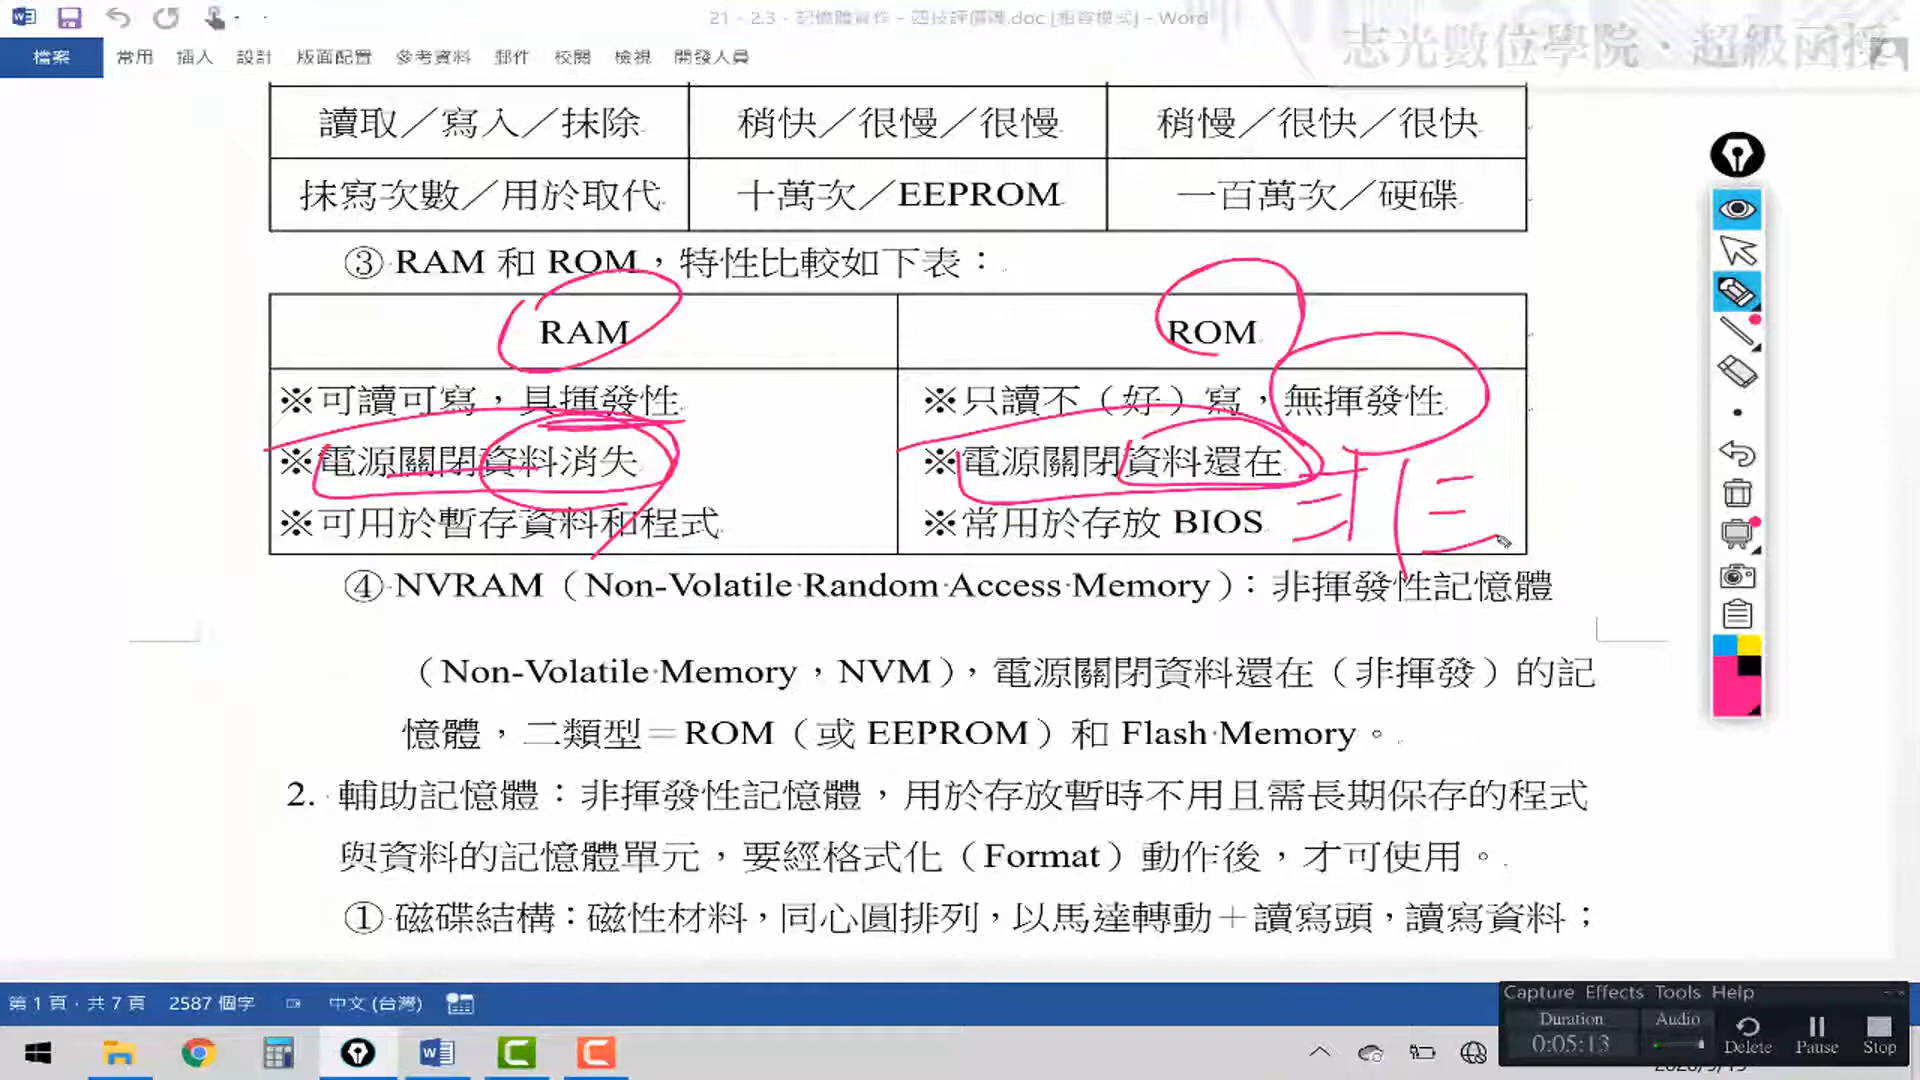 21 - 2.3 - 記憶體實作 - 四技評價讀.doc [相容模式] - Word
志光數位學院、超級函授
檔案 常用 插入 設計 版面配置 參考資料 郵件 校閱 檢視 開發人員
讀取／寫入／抹除 稍快／很慢／很慢 稍慢／很快／很快
抹寫次數／用於取代 十萬次／EEPROM 一百萬次／硬碟
③ RAM 和 ROM，特性比較如下表：
RAM ROM
※可讀可寫，具揮發性 ※只讀不（好）寫，無揮發性
※電源關閉資料消失 ※電源關閉資料還在
非
※可用於暫存資料和程式 ※常用於存放 BIOS
④ NVRAM（Non-Volatile Random Access Memory）：非揮發性記憶體
（Non-Volatile Memory，NVM），電源關閉資料還在（非揮發）的記
憶體，二類型＝ROM（或 EEPROM）和 Flash Memory。
2. 輔助記憶體：非揮發性記憶體，用於存放暫時不用且需長期保存的程式
與資料的記憶體單元，要經格式化（Format）動作後，才可使用。
① 磁碟結構：磁性材料，同心圓排列，以馬達轉動＋讀寫頭，讀寫資料；
第 1 頁，共 7 頁 2587 個字 中文 (台灣)
Capture Effects Tools Help
Duration Audio
0:05:13 Delete Pause Stop